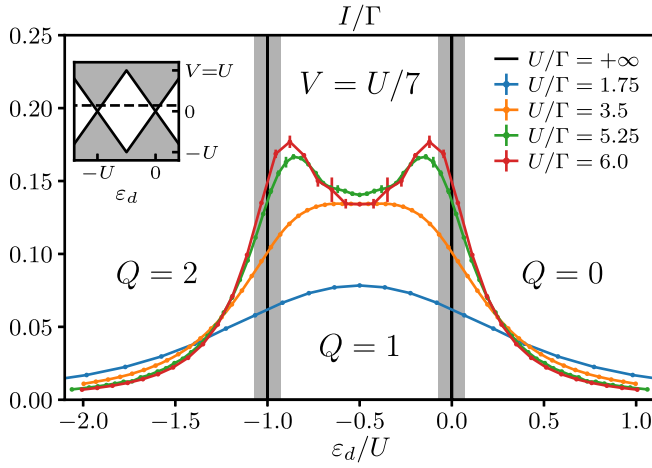 I/Γ
0.25
0.20
0.15
0.10
0.05
0.00
V=U
0
−U
−U
0
ε_d
V = U/7
U/Γ = +∞
U/Γ = 1.75
U/Γ = 3.5
U/Γ = 5.25
U/Γ = 6.0
Q = 2
Q = 0
Q = 1
−2.0 −1.5 −1.0 −0.5 0.0 0.5 1.0
ε_d/U